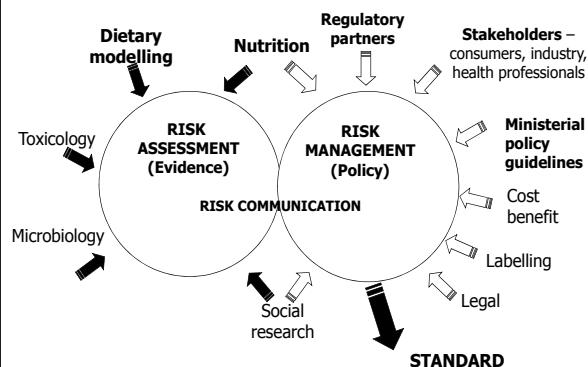 Dietary
modelling
Nutrition
Regulatory
partners
Stakeholders –
consumers, industry,
health professionals
Toxicology
RISK
ASSESSMENT
(Evidence)
RISK
MANAGEMENT
(Policy)
Ministerial
policy
guidelines
RISK COMMUNICATION
Cost
benefit
Microbiology
Labelling
Social
research
Legal
STANDARD